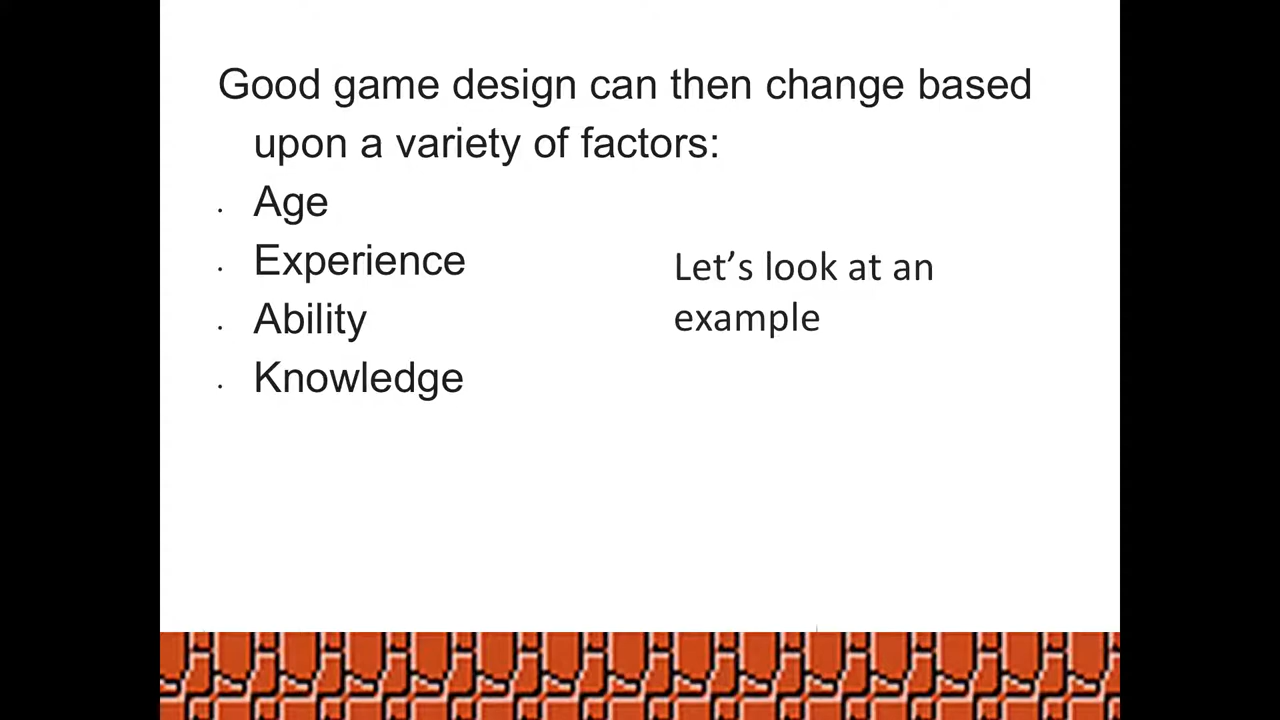 Good game design can then change based
upon a variety of factors:
· Age
· Experience
· Ability
· Knowledge
Let’s look at an
example